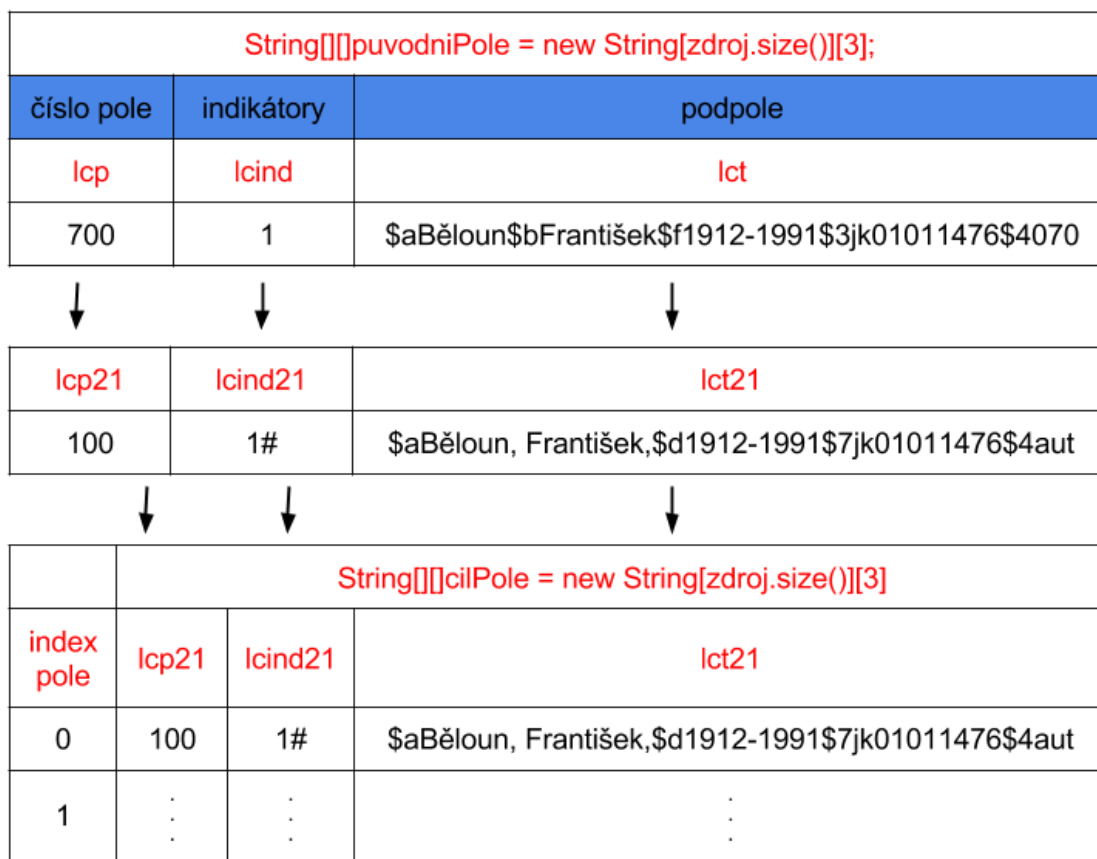 String[][]puvodniPole = new String[zdroj.size()][3];
číslo pole indikátory podpole
lcp lcind lct
700 1 $aBěloun$bFrantišek$f1912-1991$3jk01011476$4070
lcp21 lcind21 lct21
100 1# $aBěloun, František,$d1912-1991$7jk01011476$4aut
String[][]cilPole = new String[zdroj.size()][3]
index
pole lcp21 lcind21 lct21
0 100 1# $aBěloun, František,$d1912-1991$7jk01011476$4aut
1